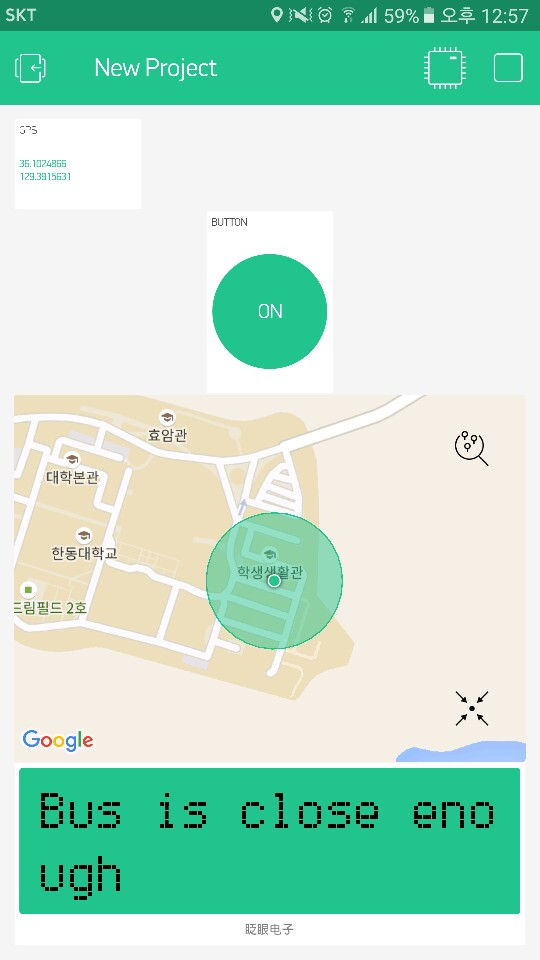 SKT 59% 오후 12:57
New Project
GPS
36.1024866
129.3915631
BUTTON
ON
효암관
대학본관
한동대학교
학생생활관
드림필드 2호
Google
Bus is close eno
ugh
眨眼电子